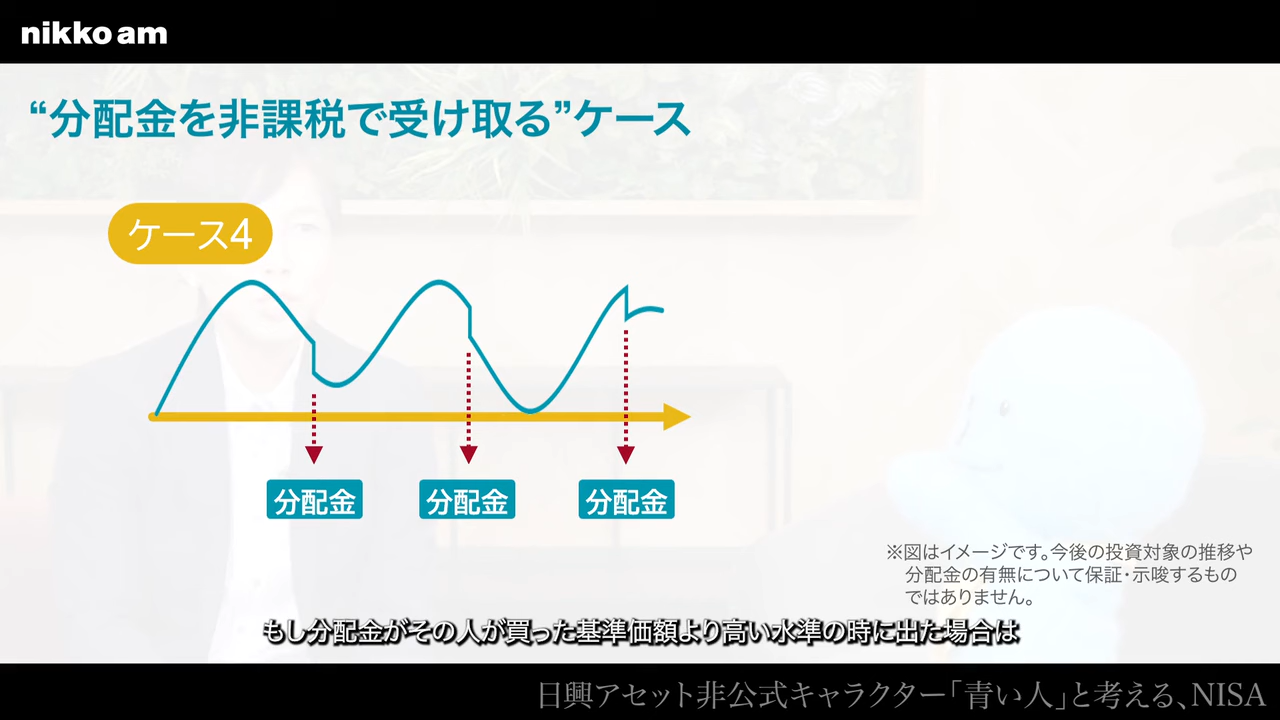 nikko am
“分配金を非課税で受け取る”ケース
ケース4
分配金
分配金
分配金
※図はイメージです。今後の投資対象の推移や
分配金の有無について保証・示唆するもの
ではありません。
もし分配金がその人が買った基準価額より高い水準の時に出た場合は
日興アセット非公式キャラクター「青い人」と考える、NISA